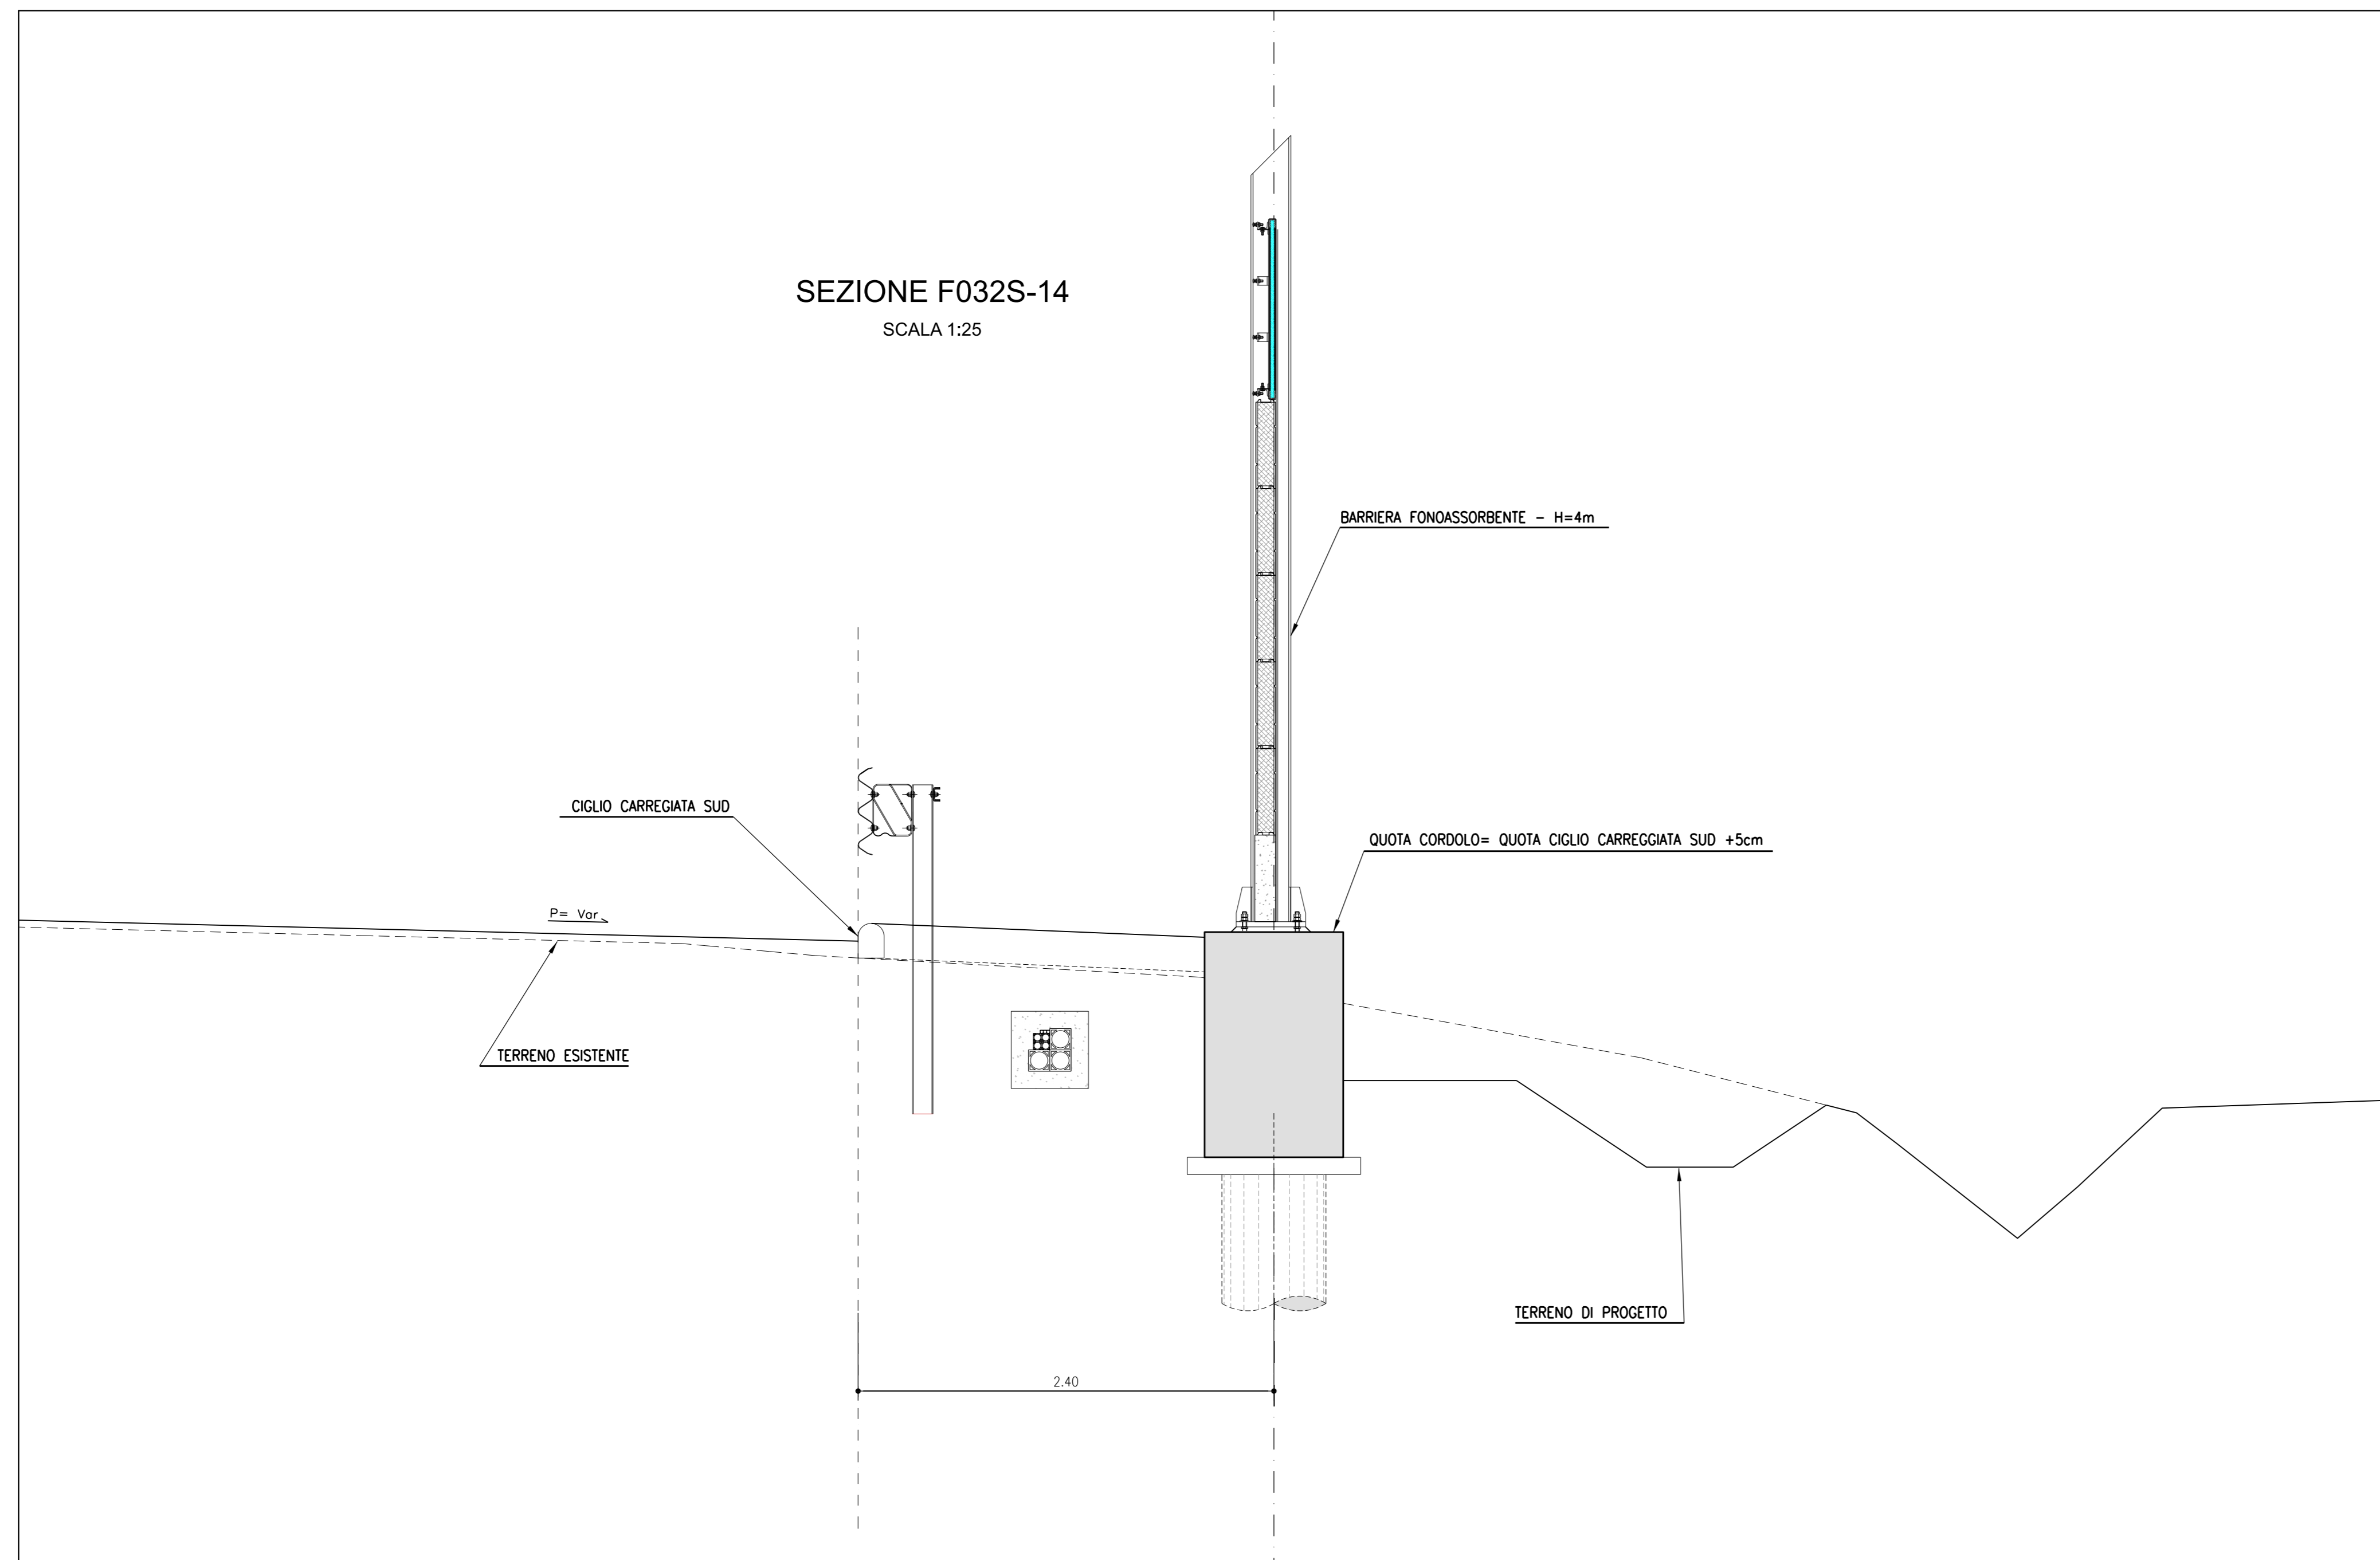 SEZIONE F032S-14
SCALA 1:25
BARRIERA FONOASSORBENTE - H=4m
CIGLIO CARREGIATA SUD
QUOTA CORDOLO= QUOTA CIGLIO CARREGGIATA SUD +5cm
P= Var.
TERRENO ESISTENTE
TERRENO DI PROGETTO
2.40